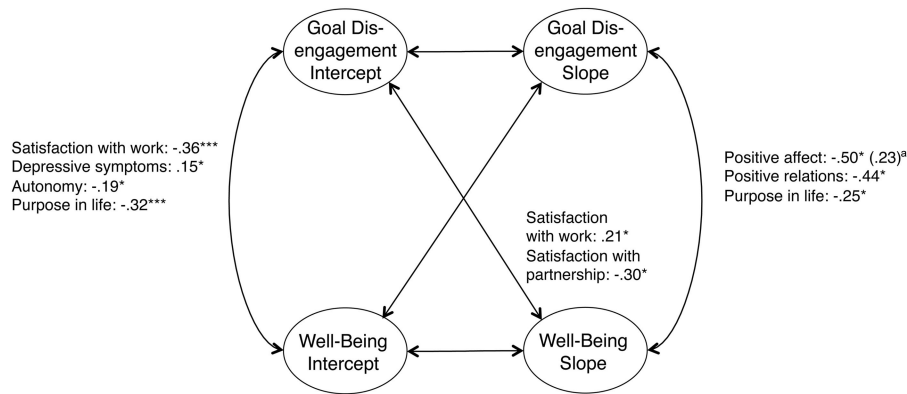 Goal Dis-
engagement
Intercept
Goal Dis-
engagement
Slope
Satisfaction with work: -.36***
Depressive symptoms: .15*
Autonomy: -.19*
Purpose in life: -.32***
Positive affect: -.50* (.23)ᵃ
Positive relations: -.44*
Purpose in life: -.25*
Satisfaction
with work: .21*
Satisfaction with
partnership: -.30*
Well-Being
Intercept
Well-Being
Slope